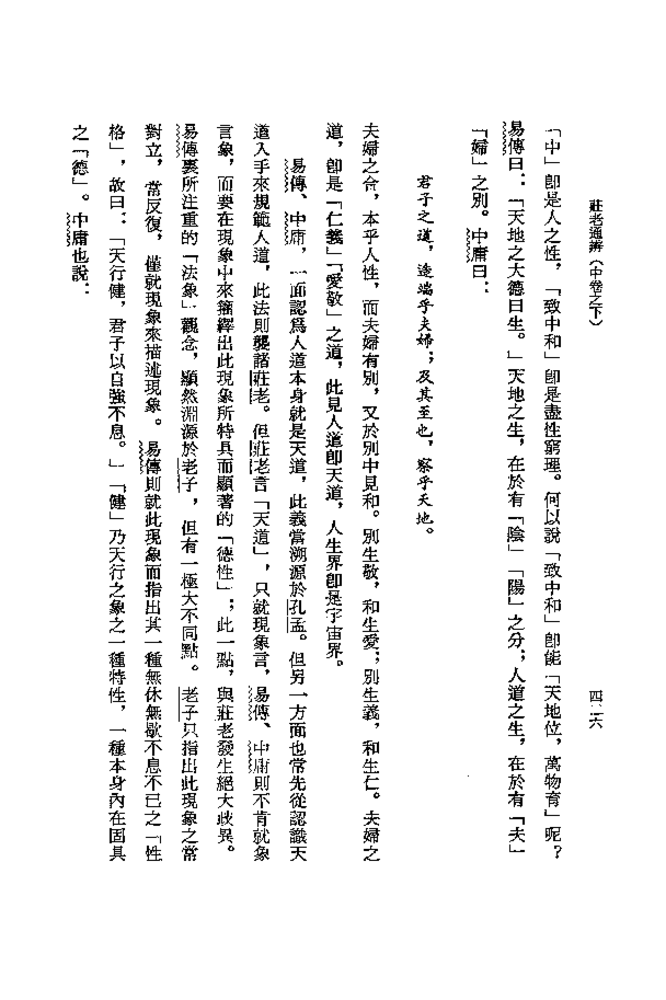 莊老通辨（中卷之下）
四二六
「中」卽是人之性，「致中和」卽是盡性窮理。何以說「致中和」卽能「天地位，萬物育」呢？
易傳曰：「天地之大德曰生。」天地之生，在於有「陰」「陽」之分；人道之生，在於有「夫」
「婦」之別。中庸曰：
君子之道，造端乎夫婦；及其至也，察乎天地。
夫婦之合，本乎人性，而夫婦有別，又於別中見和。別生敬，和生愛；別生義，和生仁。夫婦之
道，卽是「仁義」「愛敬」之道，此見人道卽天道，人生界卽是宇宙界。
易傳、中庸，一面認爲人道本身就是天道，此義當溯源於孔孟。但另一方面也常先從認識天
道入手來規範人道，此法則襲諸莊老。但莊老言「天道」，只就現象言，易傳、中庸則不肯就象
言象，而要在現象中來籀繹出此現象所特具而顯著的「德性」；此一點，與莊老發生絕大歧異。
易傳裏所注重的「法象」觀念，顯然淵源於老子，但有一極大不同點。老子只指出此現象之常
對立，常反復，僅就現象來描述現象。易傳則就此現象而指出其一種無休無歇不息不已之「性
格」，故曰：「天行健，君子以自強不息。」「健」乃天行之象之一種特性，一種本身內在固具
之「德」。中庸也說：